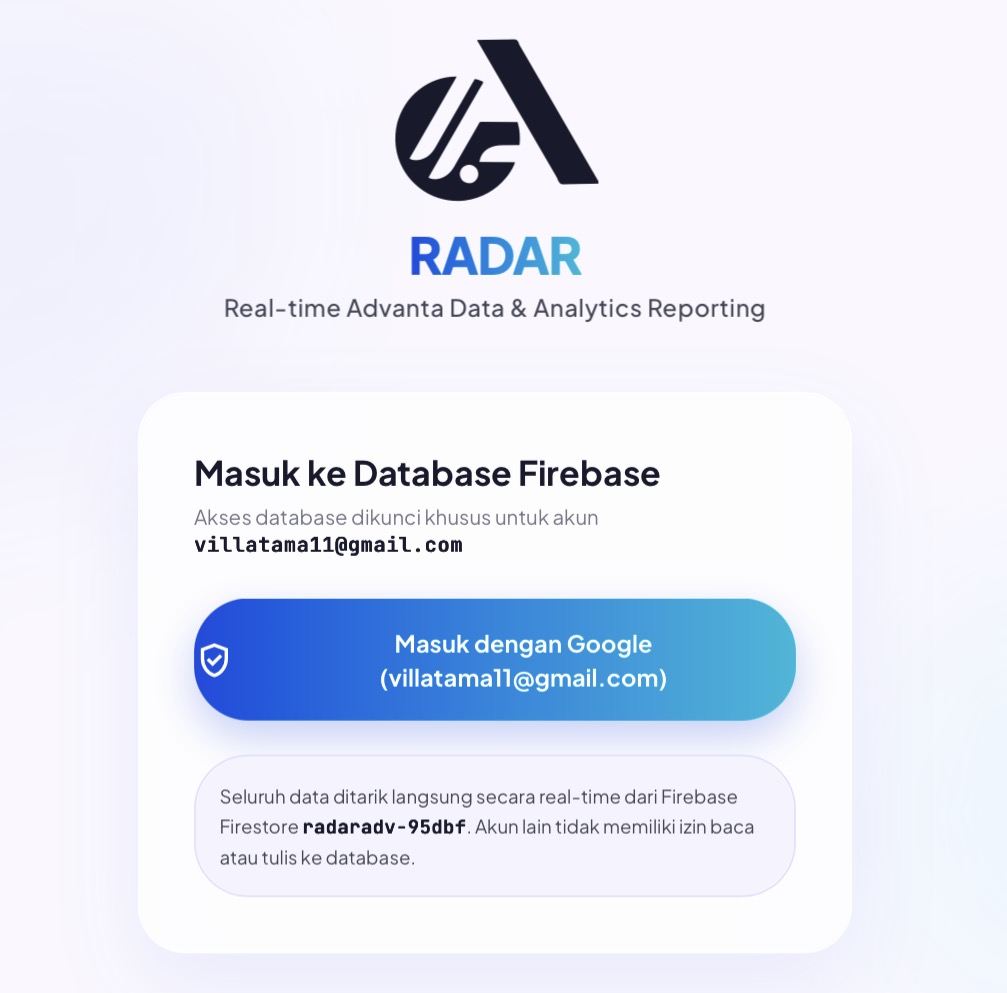 RADAR
Real-time Advanta Data & Analytics Reporting
Masuk ke Database Firebase
Akses database dikunci khusus untuk akun
villatama11@gmail.com
Masuk dengan Google
(villatama11@gmail.com)
Seluruh data ditarik langsung secara real-time dari Firebase
Firestore radaradv-95dbf. Akun lain tidak memiliki izin baca
atau tulis ke database.